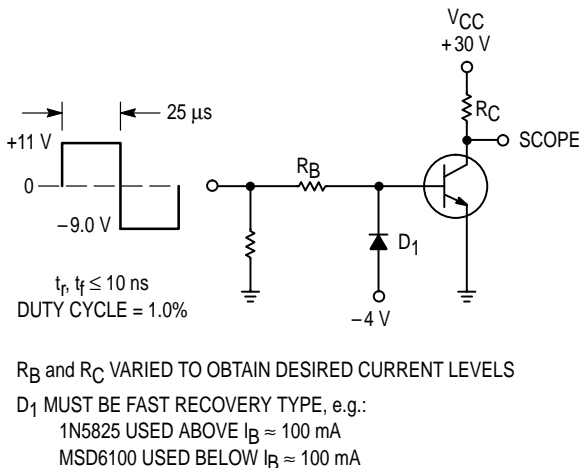 VCC
+30 V
25 μs
RC
+11 V
SCOPE
RB
0
−9.0 V
D1
tr, tf ≤ 10 ns
−4 V
DUTY CYCLE = 1.0%
RB and RC VARIED TO OBTAIN DESIRED CURRENT LEVELS
D1 MUST BE FAST RECOVERY TYPE, e.g.:
1N5825 USED ABOVE IB ≈ 100 mA
MSD6100 USED BELOW IB ≈ 100 mA